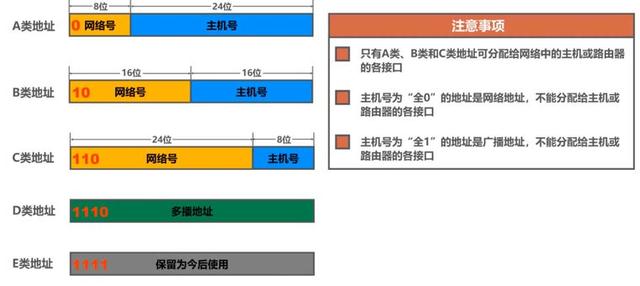 8位
24位
A类地址
0 网络号
主机号
16位
16位
B类地址
10 网络号
主机号
24位
8位
C类地址
110 网络号
主机号
D类地址
1110 多播地址
E类地址
1111 保留为今后使用
注意事项
只有A类、B类和C类地址可分配给网络中的主机或路由器
的各接口
主机号为“全0”的地址是网络地址，不能分配给主机或
路由器的各接口
主机号为“全1”的地址是广播地址，不能分配给主机或
路由器的各接口